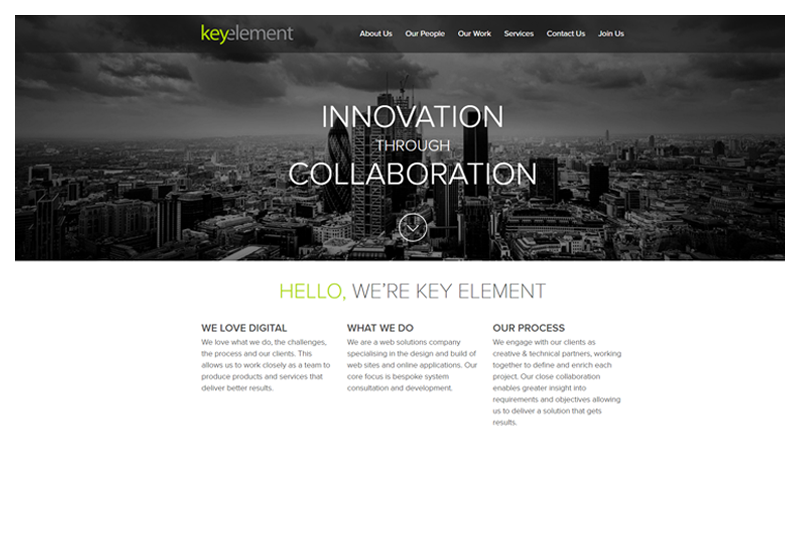 keyelement
About Us Our People Our Work Services Contact Us Join Us
INNOVATION
THROUGH
COLLABORATION
HELLO, WE'RE KEY ELEMENT
WE LOVE DIGITAL
We love what we do, the challenges,
the process and our clients. This
allows us to work closely as a team to
produce products and services that
deliver better results.
WHAT WE DO
We are a web solutions company
specialising in the design and build of
web sites and online applications. Our
core focus is bespoke system
consultation and development.
OUR PROCESS
We engage with our clients as
creative & technical partners, working
together to define and enrich each
project. Our close collaboration
enables greater insight into
requirements and objectives allowing
us to deliver a solution that gets
results.